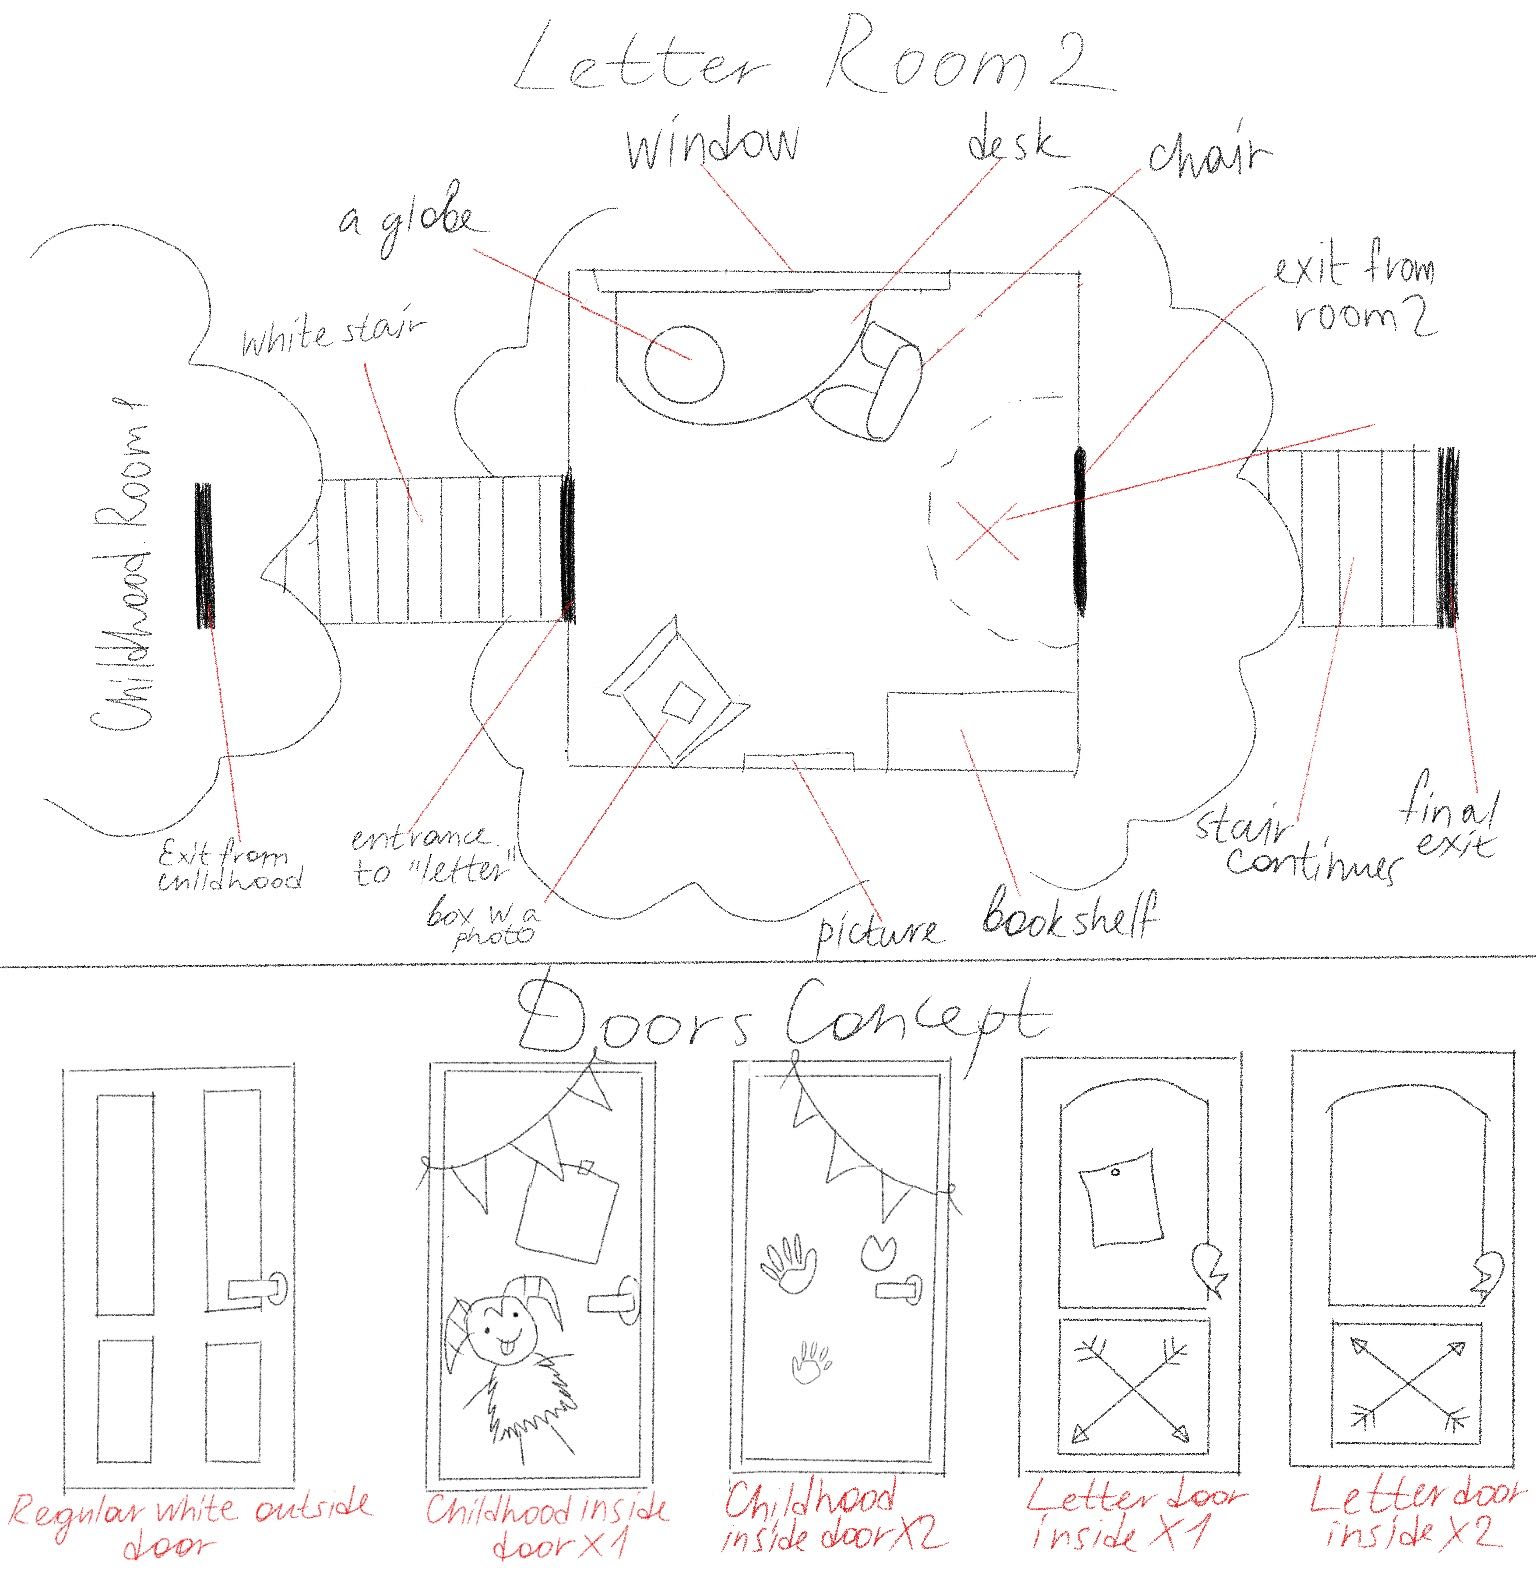 Letter Room 2
window
desk
chair
a globe
exit from
room 2
white stair
Childhood Room 1
Exit from
childhood
entrance
to "letter"
box w a
photo
picture
bookshelf
stair
continues
final
exit
Doors Concept
Regular white outside
door
Childhood inside
door X1
Childhood
inside door X2
Letter door
inside X1
Letter door
inside X2